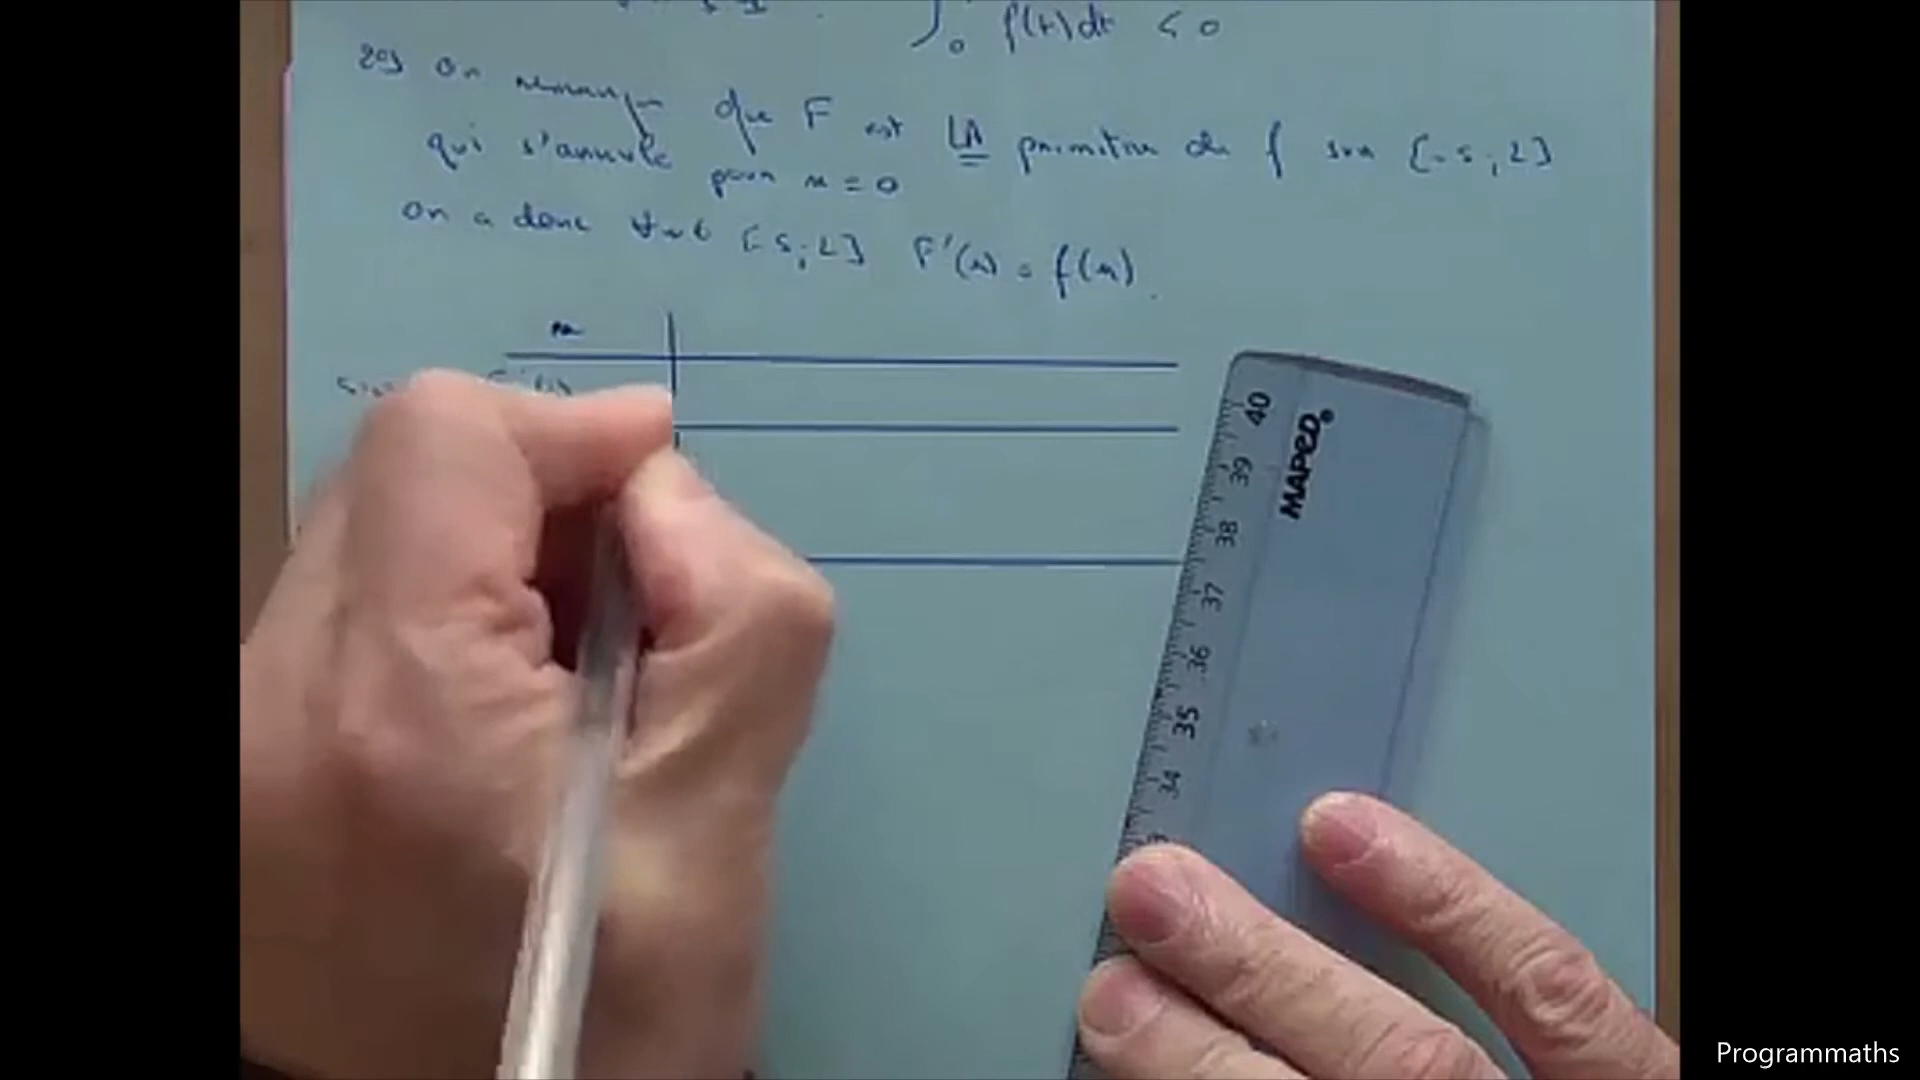 ∫₀ f(t)dt < 0
2°) On remarque que F est LA primitive de f sur [-5;2]
qui s'annule pour x = 0
on a donc ∀x∈ [-5;2] F'(x) = f(x).
x
F'(x)
40
MAPED®
39
38
37
36
35
34
Programmaths